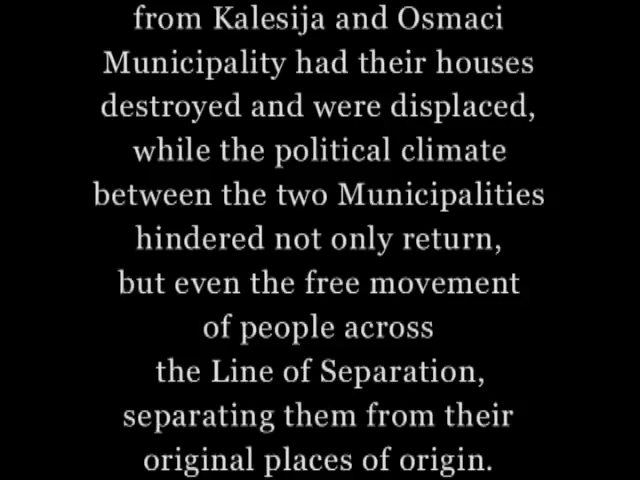 from Kalesija and Osmaci
Municipality had their houses
destroyed and were displaced,
while the political climate
between the two Municipalities
hindered not only return,
but even the free movement
of people across
the Line of Separation,
separating them from their
original places of origin.